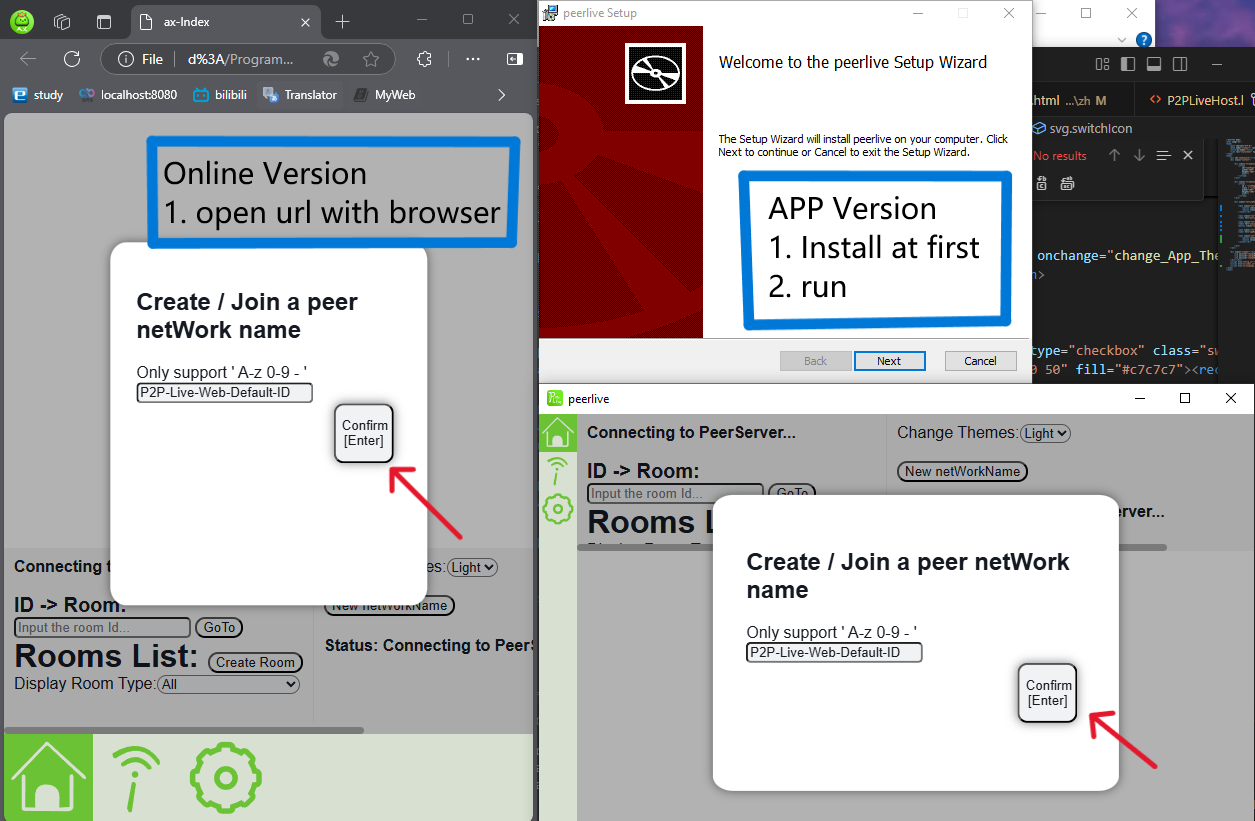 ax-Index
File
d%3A/Program...
study
localhost:8080
bilibili
Translator
MyWeb
Online Version
1. open url with browser
Create / Join a peer
netWork name
Only support ' A-z 0-9 - '
P2P-Live-Web-Default-ID
Confirm
[Enter]
Connecting t
es:
Light
ID -> Room:
New netWorkName
Input the room Id...
GoTo
Status: Connecting to PeerS
Rooms List:
Create Room
Display Room Type:
All
peerlive Setup
Welcome to the peerlive Setup Wizard
The Setup Wizard will install peerlive on your computer. Click
Next to continue or Cancel to exit the Setup Wizard.
APP Version
1. Install at first
2. run
Back
Next
Cancel
.html ...\zh M
P2PLiveHost.l
svg.switchIcon
No results
onchange="change_App_The
>
type="checkbox" class="sw
0 50" fill="#c7c7c7"><rec
peerlive
Connecting to PeerServer...
Change Themes:
Light
ID -> Room:
New netWorkName
Input the room Id...
GoTo
Rooms L
erver...
Create / Join a peer netWork
name
Only support ' A-z 0-9 - '
P2P-Live-Web-Default-ID
Confirm
[Enter]